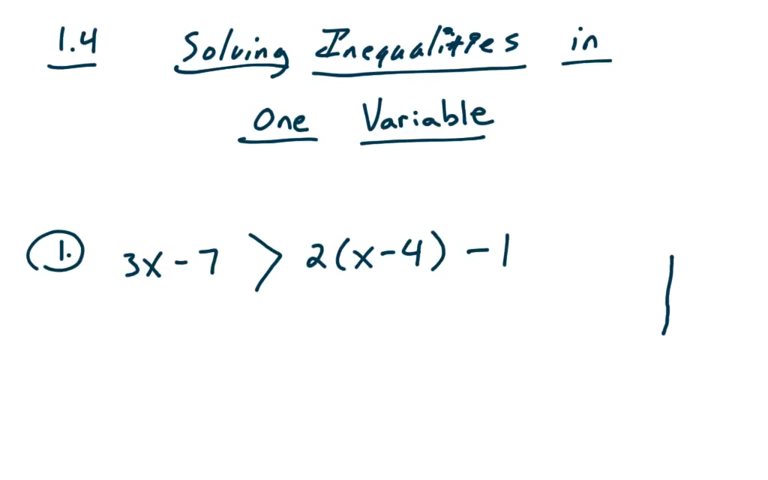 1.4 Solving Inequalities in
One Variable
1. 3x - 7 > 2(x-4) - 1